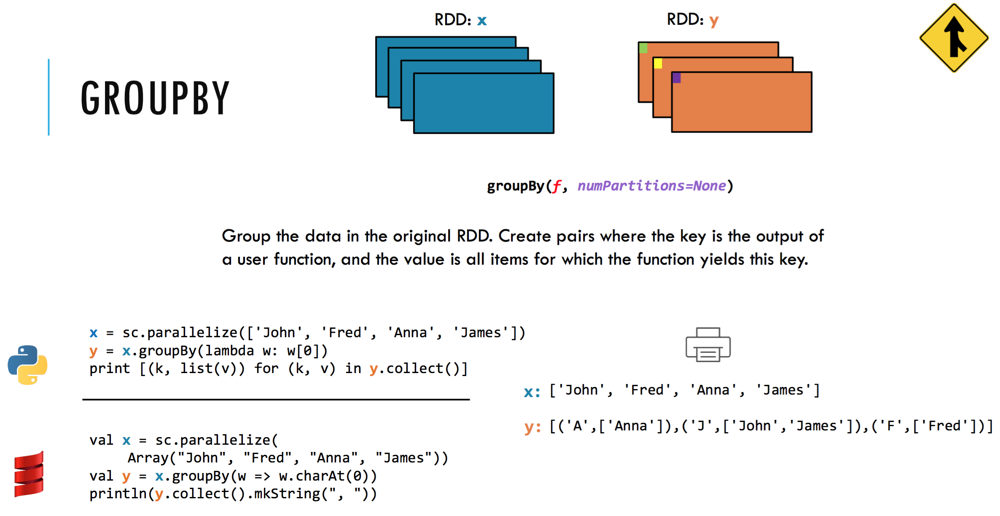 RDD: x
RDD: y
GROUPBY
groupBy(f, numPartitions=None)
Group the data in the original RDD. Create pairs where the key is the output of
a user function, and the value is all items for which the function yields this key.
x = sc.parallelize(['John', 'Fred', 'Anna', 'James'])
y = x.groupBy(lambda w: w[0])
print [(k, list(v)) for (k, v) in y.collect()]
x: ['John', 'Fred', 'Anna', 'James']
y: [('A',['Anna']),('J',['John','James']),('F',['Fred'])]
val x = sc.parallelize(
Array("John", "Fred", "Anna", "James"))
val y = x.groupBy(w => w.charAt(0))
println(y.collect().mkString(", "))